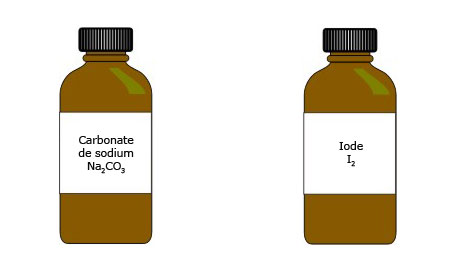 Carbonate
de sodium
Na₂CO₃
Iode
I₂